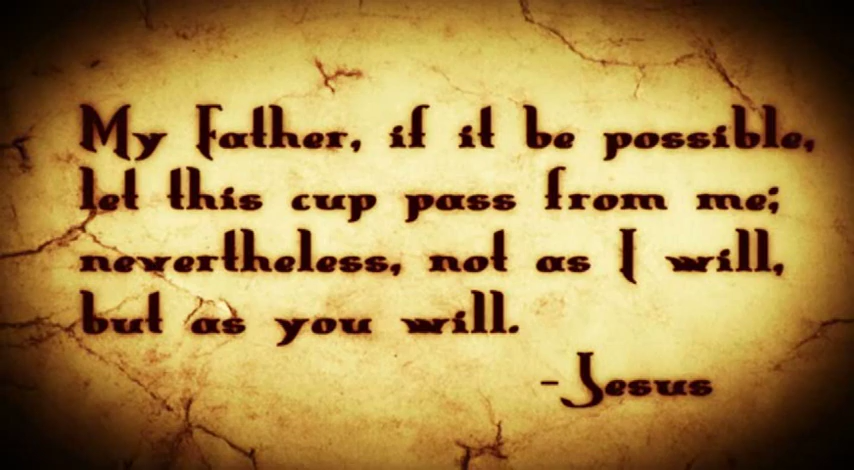 My Father, if it be possible,
let this cup pass from me;
nevertheless, not as I will,
but as you will.
-Jesus